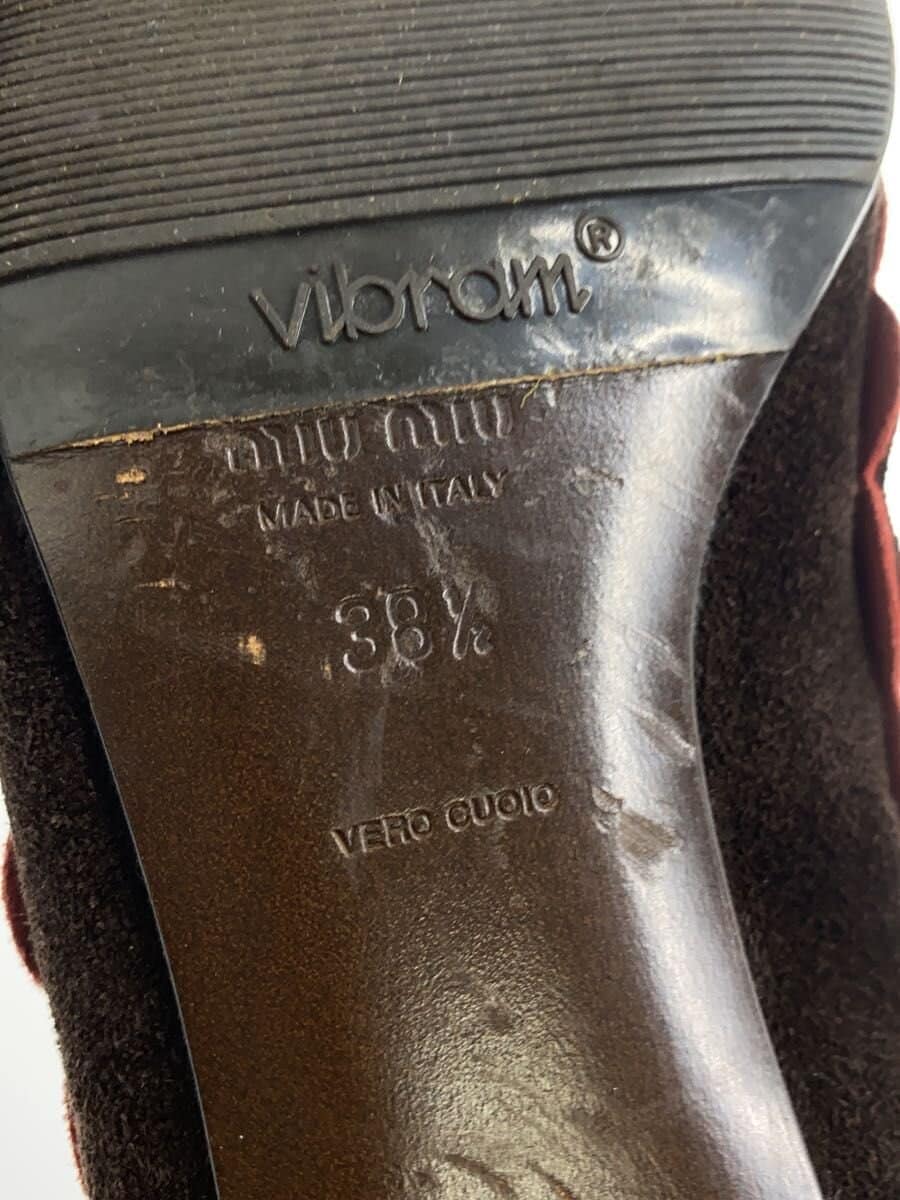 vibram®
miu miu
MADE IN ITALY
38½
VERO CUOIO